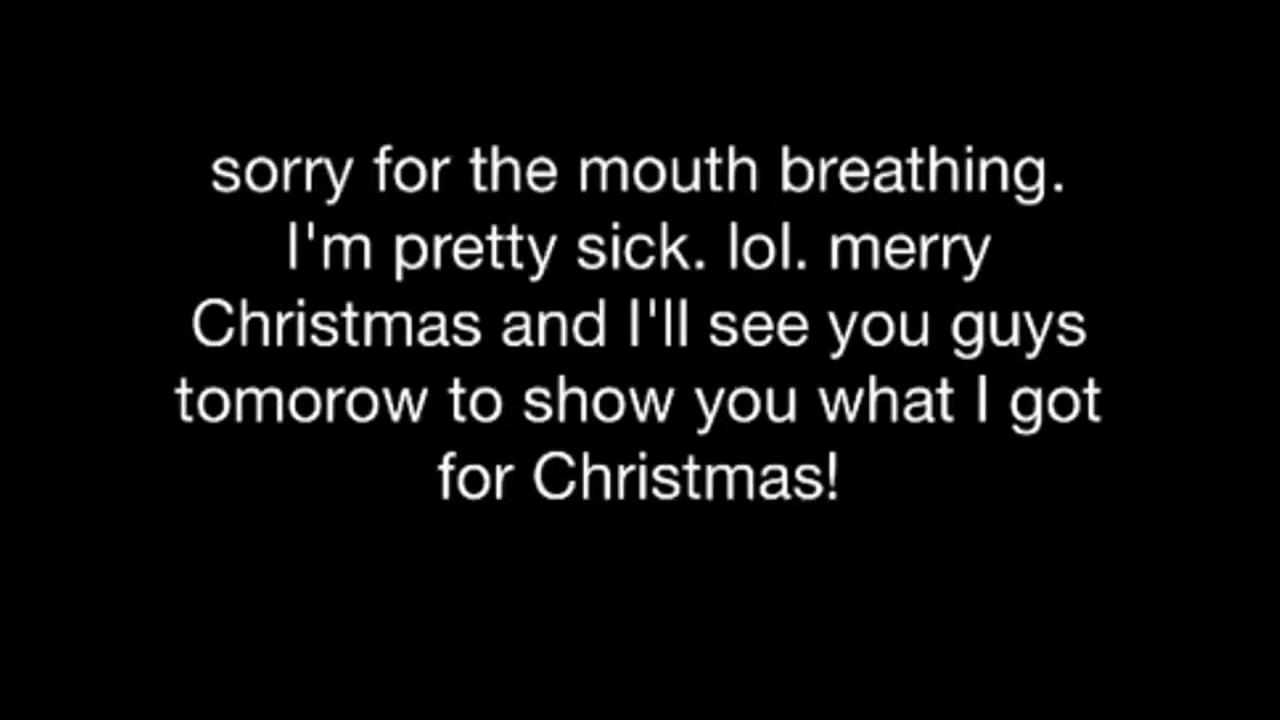 sorry for the mouth breathing.
I'm pretty sick. lol. merry
Christmas and I'll see you guys
tomorow to show you what I got
for Christmas!